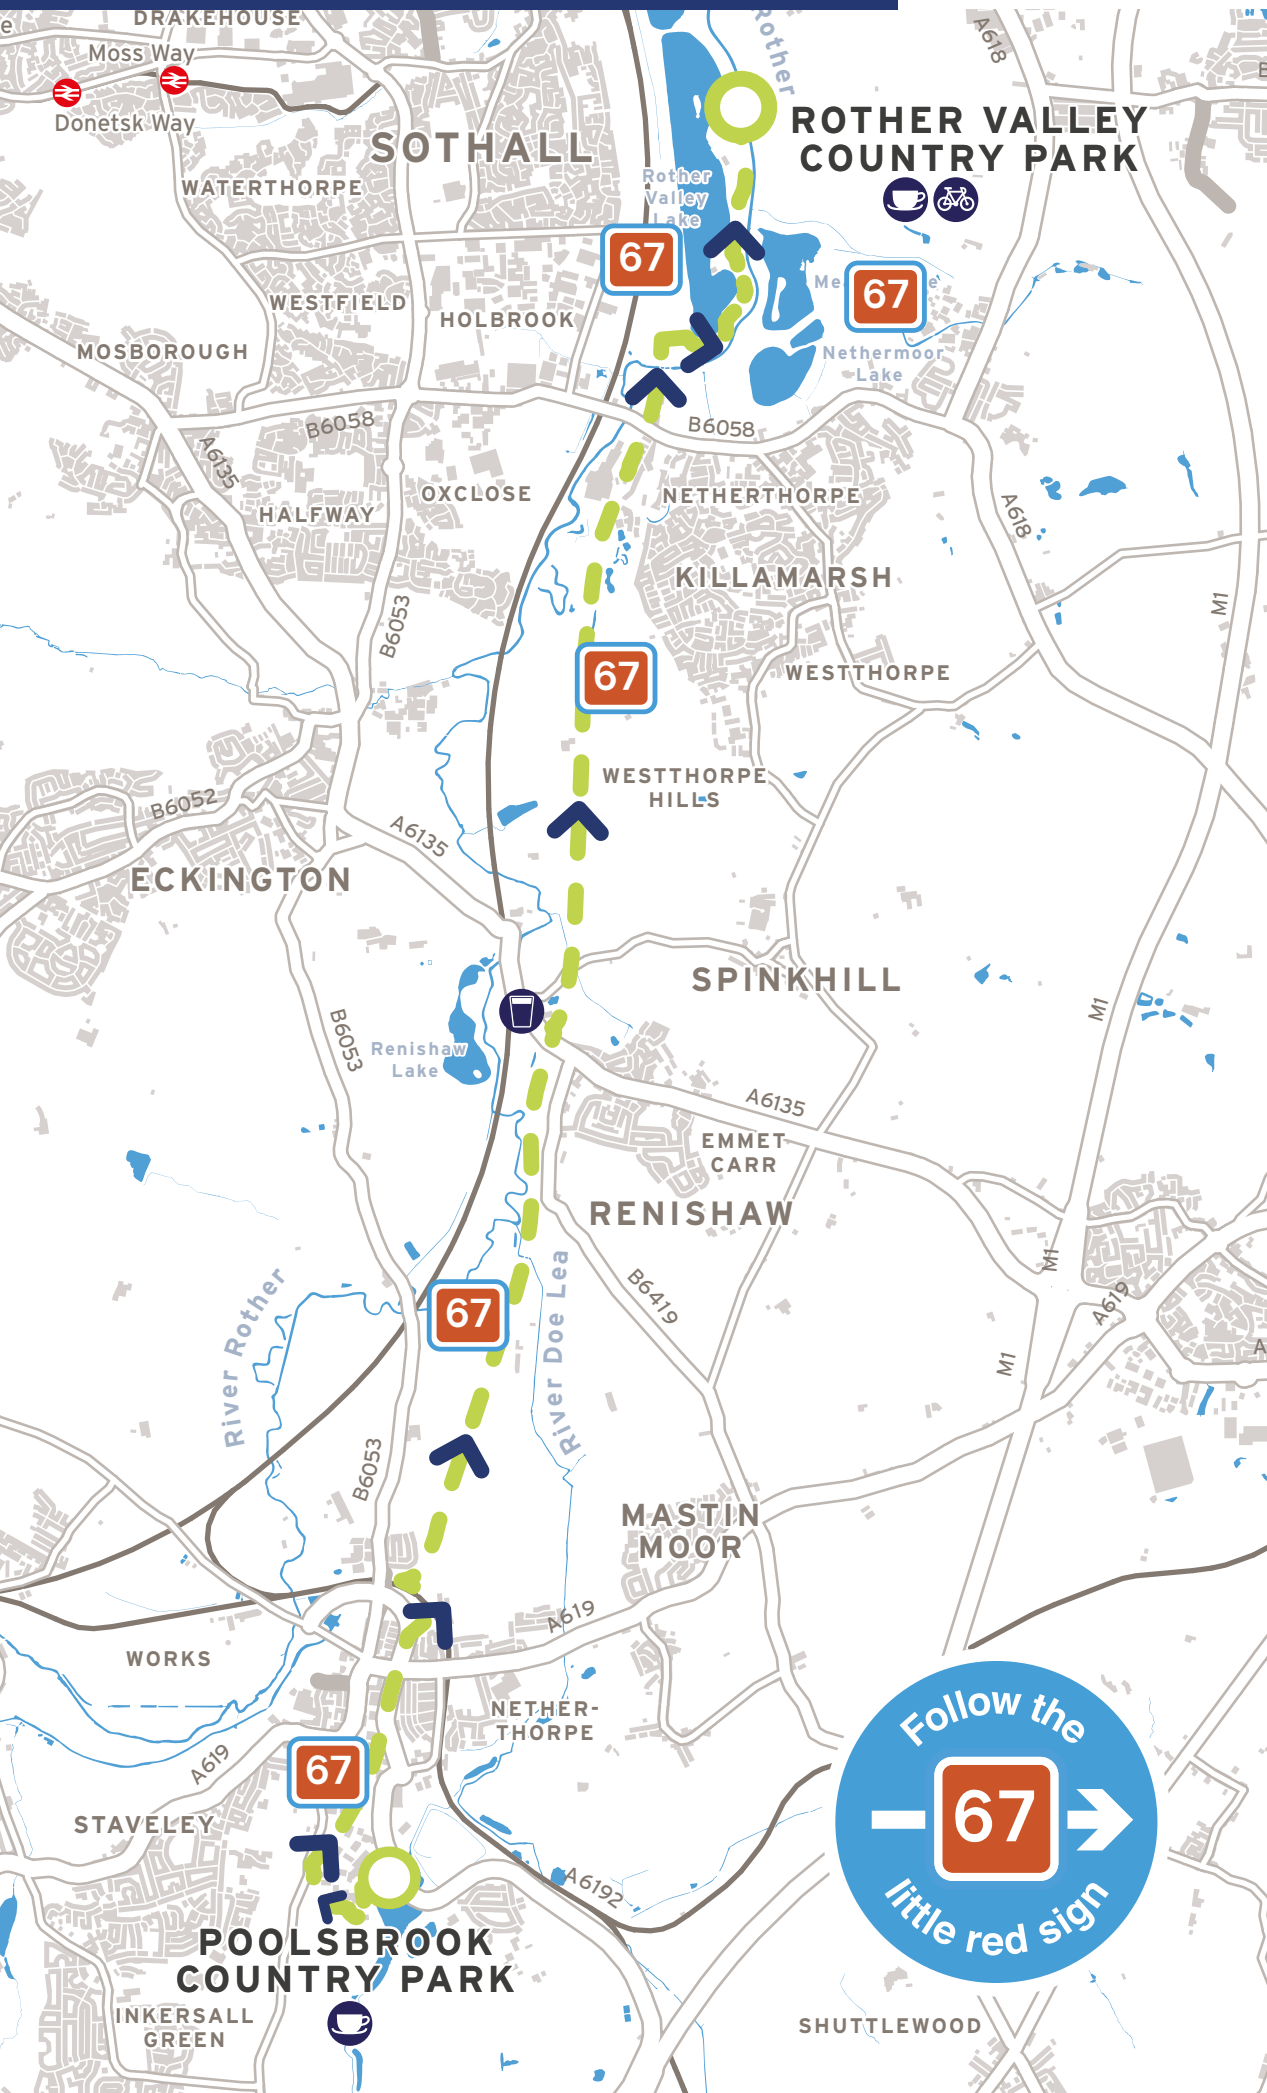 DRAKEHOUSE
Moss Way
Donetsk Way
Rother
A618
SOTHALL
ROTHER VALLEY
COUNTRY PARK
WATERTHORPE
Rother
Valley
Lake
67
67
WESTFIELD
HOLBROOK
MOSBOROUGH
Nethermoor
Lake
B6058
B6058
A6135
OXCLOSE
NETHERTHORPE
HALFWAY
A618
KILLAMARSH
B6053
M1
67
WESTTHORPE
WESTTHORPE
HILLS
B6052
A6135
ECKINGTON
SPINKHILL
M1
B6053
Renishaw
Lake
A6135
EMMET
CARR
RENISHAW
River Rother
River Doe Lea
M1
B6419
A619
67
M1
B6053
MASTIN
MOOR
A619
WORKS
NETHER-
THORPE
A619
67
STAVELEY
Follow the
67
little red sign
A6192
POOLSBROOK
COUNTRY PARK
INKERSALL
GREEN
SHUTTLEWOOD